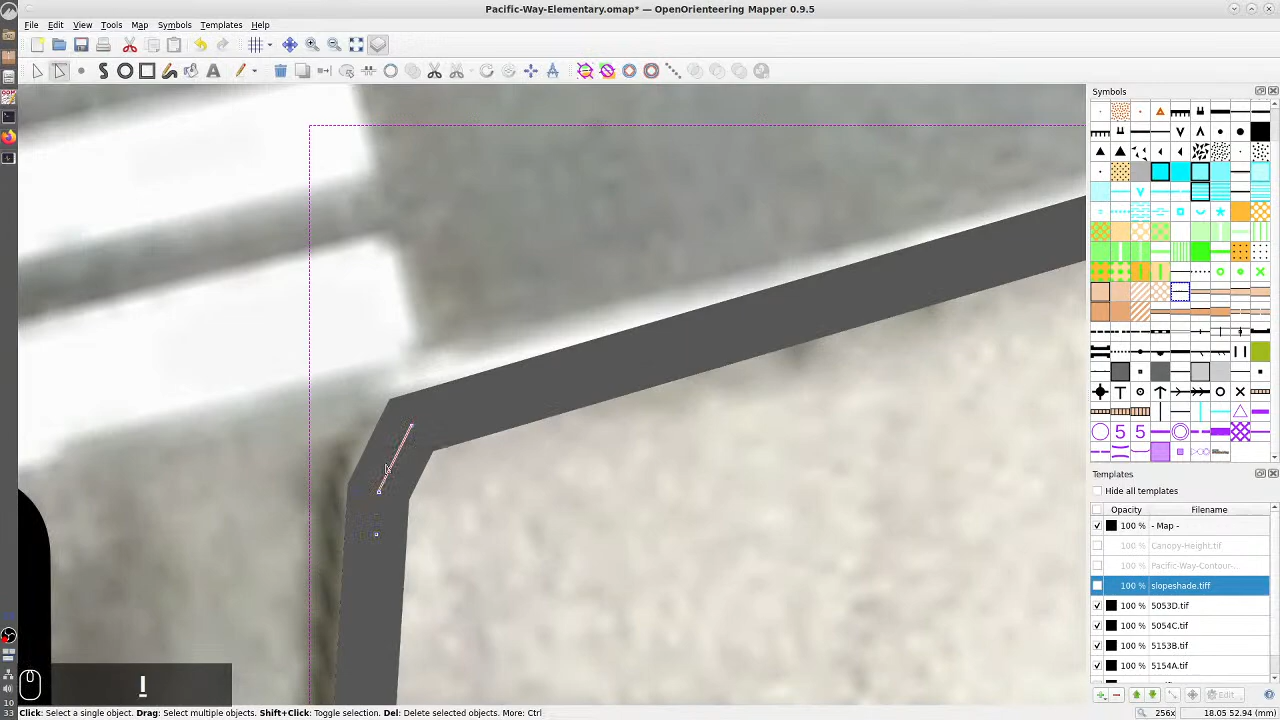 Pacific-Way-Elementary.omap* — OpenOrienteering Mapper 0.9.5
File Edit View Tools Map Symbols Templates Help
Symbols
Templates
Hide all templates
Opacity Filename
100 % - Map -
100 % Canopy-Height.tif
100 % Pacific-Way-Contour-...
100 % slopeshade.tiff
100 % 5053D.tif
100 % 5054C.tif
100 % 5153B.tif
100 % 5154A.tif
Edit...
I
10
33
Click: Select a single object. Drag: Select multiple objects. Shift+Click: Toggle selection. Del: Delete selected objects. More: Ctrl
256x
18.05 52.94 (mm)